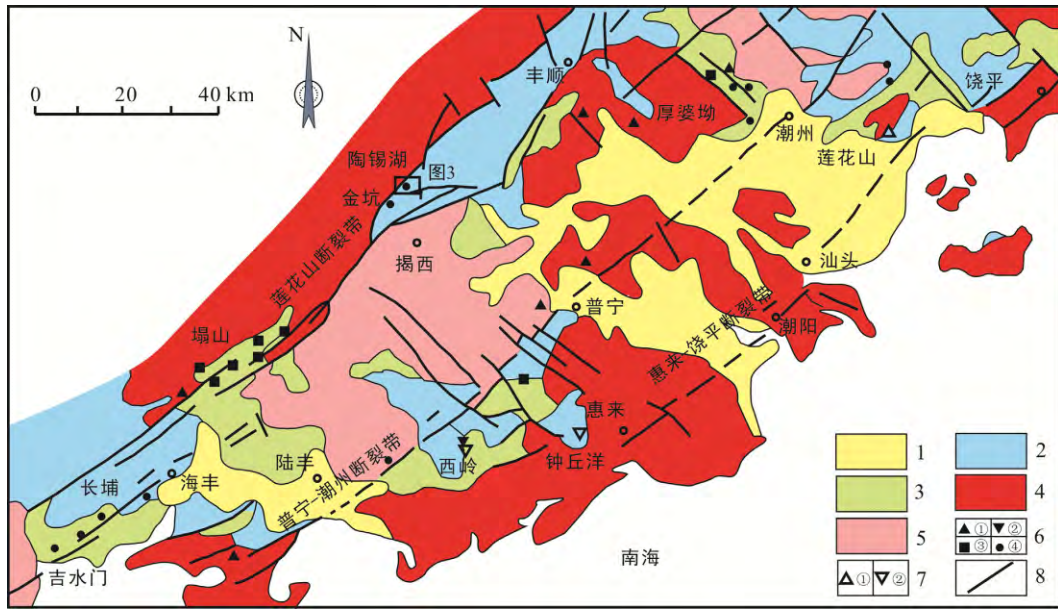 N
0 20 40 km
丰顺
饶平
厚婆坳
潮州
莲花山
陶锡湖
图3
金坑
莲花山断裂带
揭西
汕头
普宁
潮阳
惠来-饶平断裂带
塌山
惠来
陆丰
西岭
钟丘洋
长埔
海丰
普宁-潮州断裂带
吉水门
南海
1
2
3
4
5
① ② ③ ④ 6
① ② 7
8